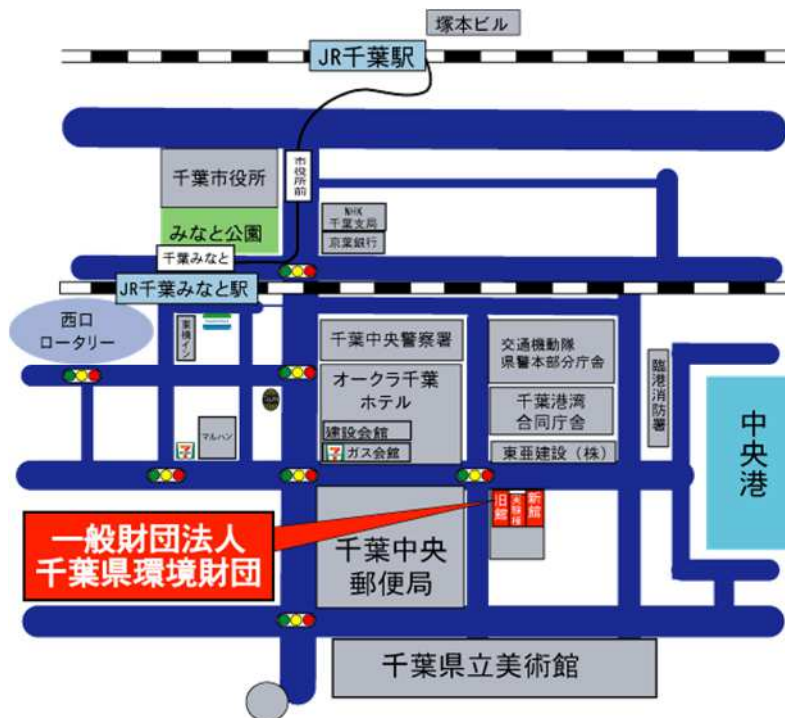 塚本ビル
JR千葉駅
千葉市役所
市役所前
NHK
千葉支局
京葉銀行
みなと公園
千葉みなと
JR千葉みなと駅
西口
ロータリー
東横イン
千葉中央警察署
交通機動隊
県警本部分庁舎
臨港消防署
オークラ千葉
ホテル
千葉港湾
合同庁舎
中央港
マルハン
建設会館
ガス会館
東亜建設(株)
旧館
実験棟
新館
一般財団法人
千葉県環境財団
千葉中央
郵便局
千葉県立美術館